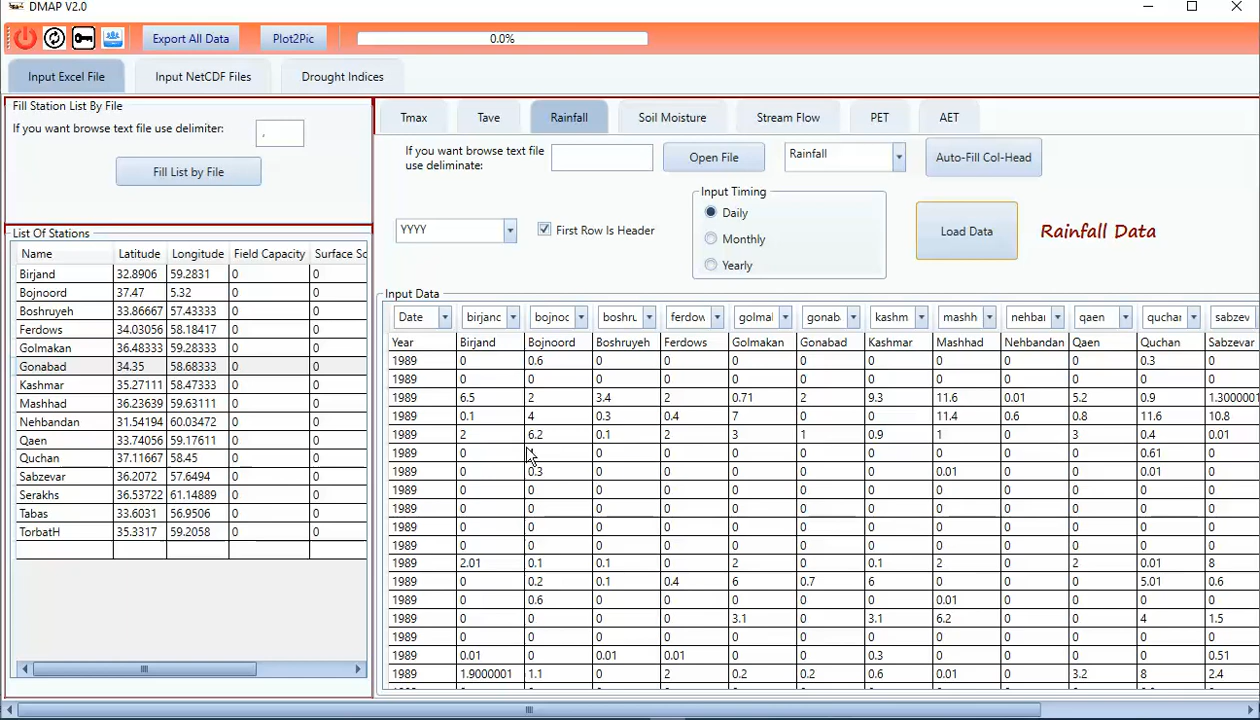 DMAP V2.0
Export All Data Plot2Pic 0.0%
Input Excel File Input NetCDF Files Drought Indices
Fill Station List By File
If you want browse text file use delimiter: ,
Fill List by File
List Of Stations
Name Latitude Longitude Field Capacity Surface Sc
Birjand 32.8906 59.2831 0 0
Bojnoord 37.47 5.32 0 0
Boshruyeh 33.86667 57.43333 0 0
Ferdows 34.03056 58.18417 0 0
Golmakan 36.48333 59.28333 0 0
Gonabad 34.35 58.68333 0 0
Kashmar 35.27111 58.47333 0 0
Mashhad 36.23639 59.63111 0 0
Nehbandan 31.54194 60.03472 0 0
Qaen 33.74056 59.17611 0 0
Quchan 37.11667 58.45 0 0
Sabzevar 36.2072 57.6494 0 0
Serakhs 36.53722 61.14889 0 0
Tabas 33.6031 56.9506 0 0
TorbatH 35.3317 59.2058 0 0
Tmax Tave Rainfall Soil Moisture Stream Flow PET AET
If you want browse text file
use deliminate:
Open File Rainfall Auto-Fill Col-Head
YYYY First Row Is Header
Input Timing
Daily
Monthly
Yearly
Load Data Rainfall Data
Input Data
Date birjanc bojnoc boshru ferdow golmal gonab kashm mashh nehbai qaen quchar sabzev
Year Birjand Bojnoord Boshruyeh Ferdows Golmakan Gonabad Kashmar Mashhad Nehbandan Qaen Quchan Sabzevar
1989 0 0.6 0 0 0 0 0 0 0 0 0.3 0
1989 0 0 0 0 0 0 0 0 0 0 0 0
1989 6.5 2 3.4 2 0.71 2 9.3 11.6 0.01 5.2 0.9 1.3000001
1989 0.1 4 0.3 0.4 7 0 0 11.4 0.6 0.8 11.6 10.8
1989 2 6.2 0.1 2 3 1 0.9 1 0 3 0.4 0.01
1989 0 0 0 0 0 0 0 0 0 0.61 0
1989 0 0.3 0 0 0 0 0 0.01 0 0 0.01 0
1989 0 0 0 0 0 0 0 0 0 0 0 0
1989 0 0 0 0 0 0 0 0 0 0 0 0
1989 0 0 0 0 0 0 0 0 0 0 0 0
1989 0 0 0 0 0 0 0 0 0 0 0 0
1989 2.01 0.1 0.1 0 2 0 0.1 2 0 2 0.01 8
1989 0 0.2 0.1 0.4 6 0.7 6 0 0 0 5.01 0.6
1989 0 0.6 0 0 0 0 0 0.01 0 0 0 0
1989 0 0 0 0 3.1 0 3.1 6.2 0 0 4 1.5
1989 0 0 0 0 0 0 0 0 0 0 0 0
1989 0.01 0 0.01 0.01 0 0 0.3 0 0 0 0 0.51
1989 1.9000001 1.1 0 2 0.2 0.2 0.6 0.01 0 3.2 8 2.4